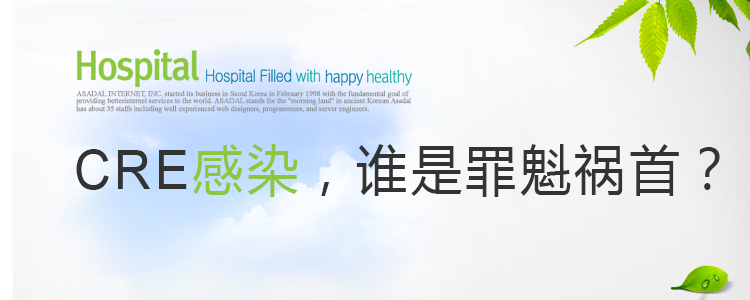 Hospital Hospital Filled with happy healthy
ASADAL INTERNET, INC. started its business in Seoul Korea in February 1998 with the fundamental goal of
providing betterinternet services to the world. ASADAL stands for the "morning land" in ancient Korean Asadal
has about 35 staffs including well experienced web designers, programmers, and server engineers.
CRE感染，谁是罪魁祸首？